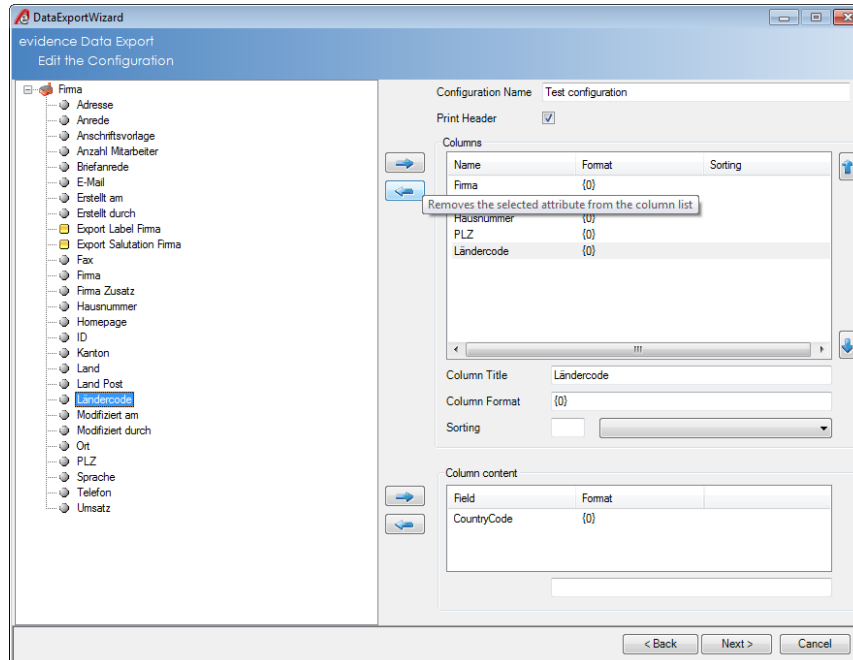 DataExportWizard
evidence Data Export
Edit the Configuration
Firma
Adresse
Anrede
Anschriftsvorlage
Anzahl Mitarbeiter
Briefanrede
E-Mail
Erstellt am
Erstellt durch
Export Label Firma
Export Salutation Firma
Fax
Firma
Firma Zusatz
Hausnummer
Homepage
ID
Kanton
Land
Land Post
Ländercode
Modifiziert am
Modifiziert durch
Ort
PLZ
Sprache
Telefon
Umsatz
Configuration Name Test configuration
Print Header
Columns
Name Format Sorting
Firma {0}
Removes the selected attribute from the column list
Hausnummer {0}
PLZ {0}
Ländercode {0}
Column Title Ländercode
Column Format {0}
Sorting
Column content
Field Format
CountryCode {0}
< Back Next > Cancel